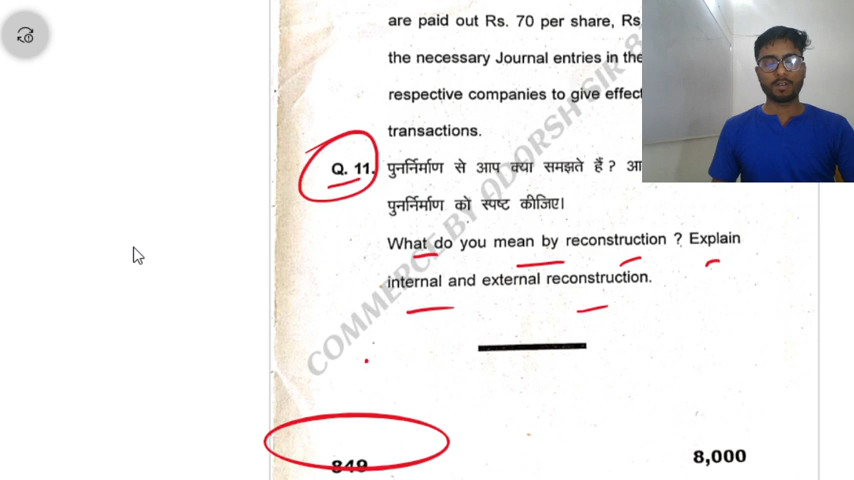 are paid out Rs. 70 per share, Rs
the necessary Journal entries in the
respective companies to give effect
transactions.
Q. 11. पुनर्निर्माण से आप क्या समझते हैं ? आ
पुनर्निर्माण को स्पष्ट कीजिए।
What do you mean by reconstruction ? Explain
internal and external reconstruction.
849 8,000
COMMERCE BY ADORSH SIR 8